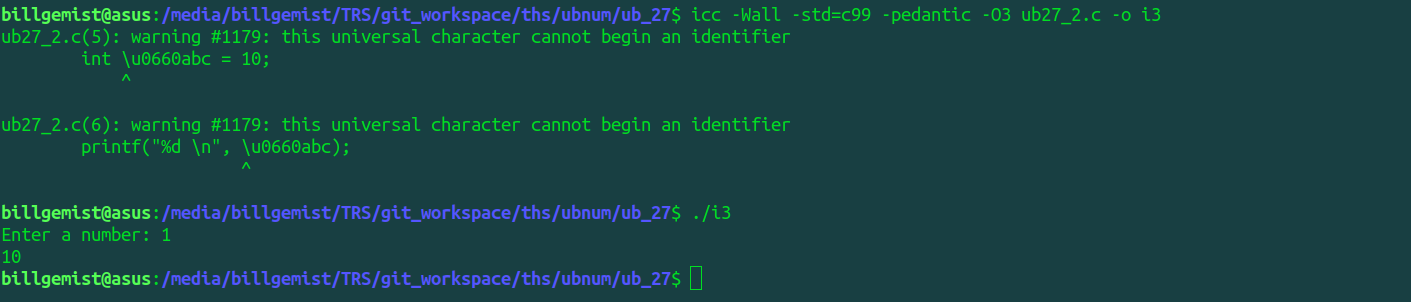 billgemist@asus:/media/billgemist/TRS/git_workspace/ths/ubnum/ub_27$ icc -Wall -std=c99 -pedantic -O3 ub27_2.c -o i3
ub27_2.c(5): warning #1179: this universal character cannot begin an identifier
        int \u0660abc = 10;
            ^
ub27_2.c(6): warning #1179: this universal character cannot begin an identifier
        printf("%d \n", \u0660abc);
                        ^
billgemist@asus:/media/billgemist/TRS/git_workspace/ths/ubnum/ub_27$ ./i3
Enter a number: 1
10
billgemist@asus:/media/billgemist/TRS/git_workspace/ths/ubnum/ub_27$